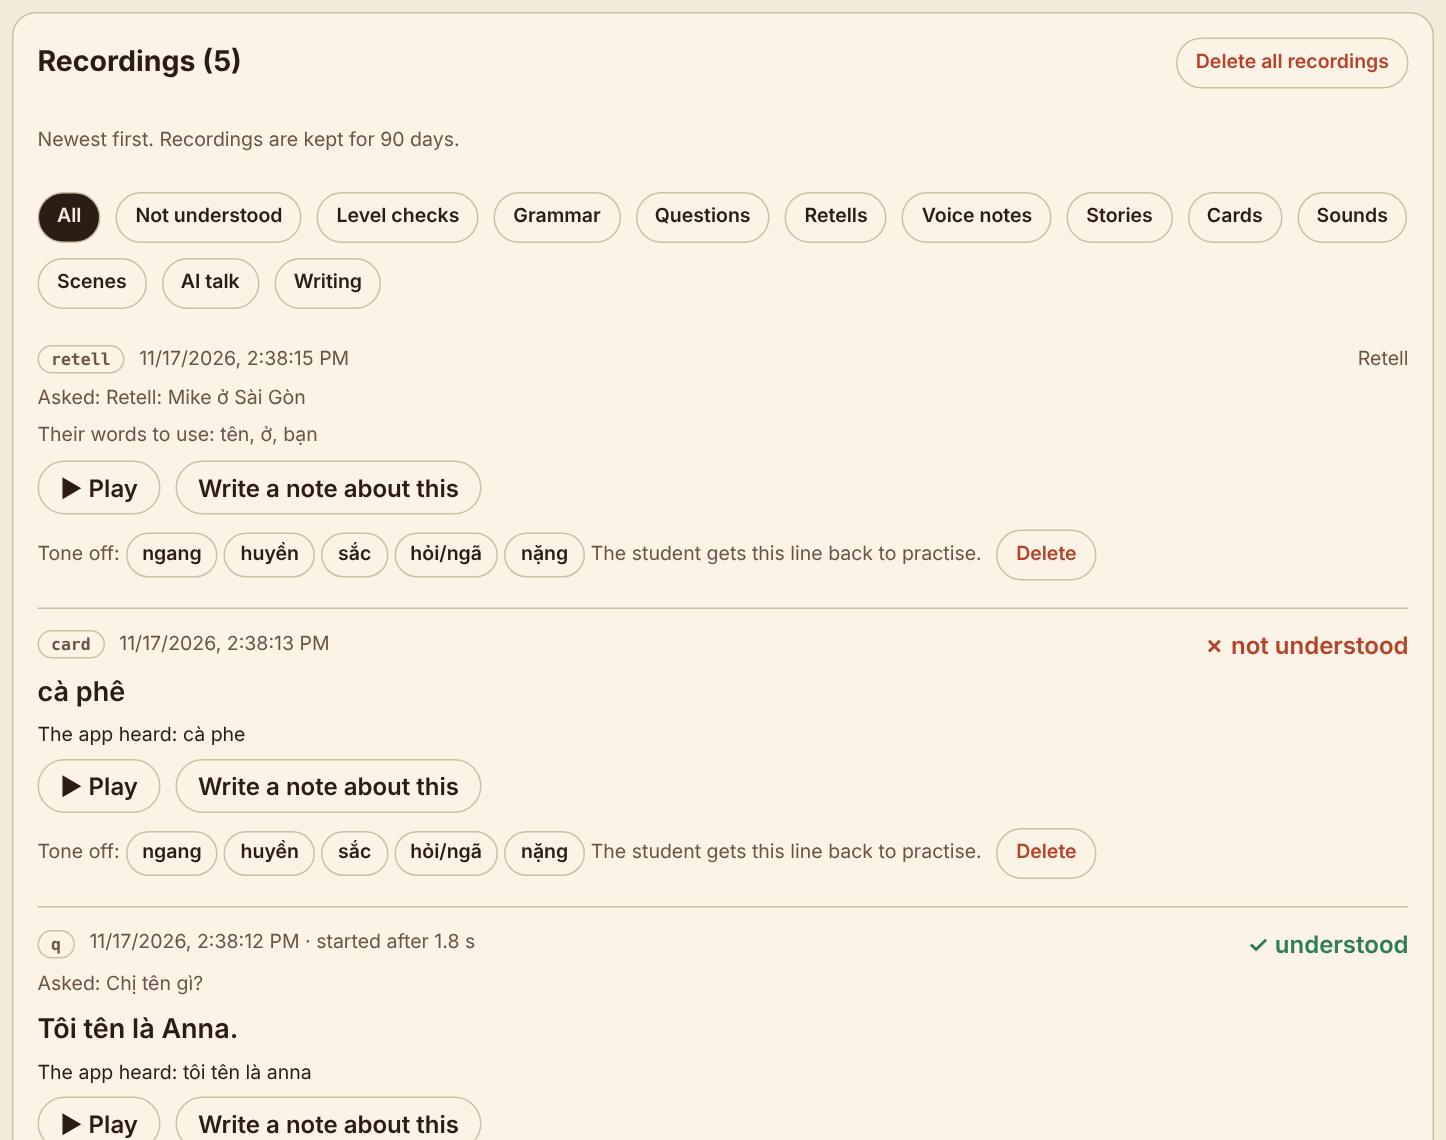 Recordings (5)
Delete all recordings
Newest first. Recordings are kept for 90 days.
All Not understood Level checks Grammar Questions Retells Voice notes Stories Cards Sounds
Scenes AI talk Writing
retell 11/17/2026, 2:38:15 PM Retell
Asked: Retell: Mike ở Sài Gòn
Their words to use: tên, ở, bạn
▶ Play Write a note about this
Tone off: ngang huyền sắc hỏi/ngã nặng The student gets this line back to practise. Delete
card 11/17/2026, 2:38:13 PM × not understood
cà phê
The app heard: cà phe
▶ Play Write a note about this
Tone off: ngang huyền sắc hỏi/ngã nặng The student gets this line back to practise. Delete
q 11/17/2026, 2:38:12 PM · started after 1.8 s ✓ understood
Asked: Chị tên gì?
Tôi tên là Anna.
The app heard: tôi tên là anna
▶ Play Write a note about this